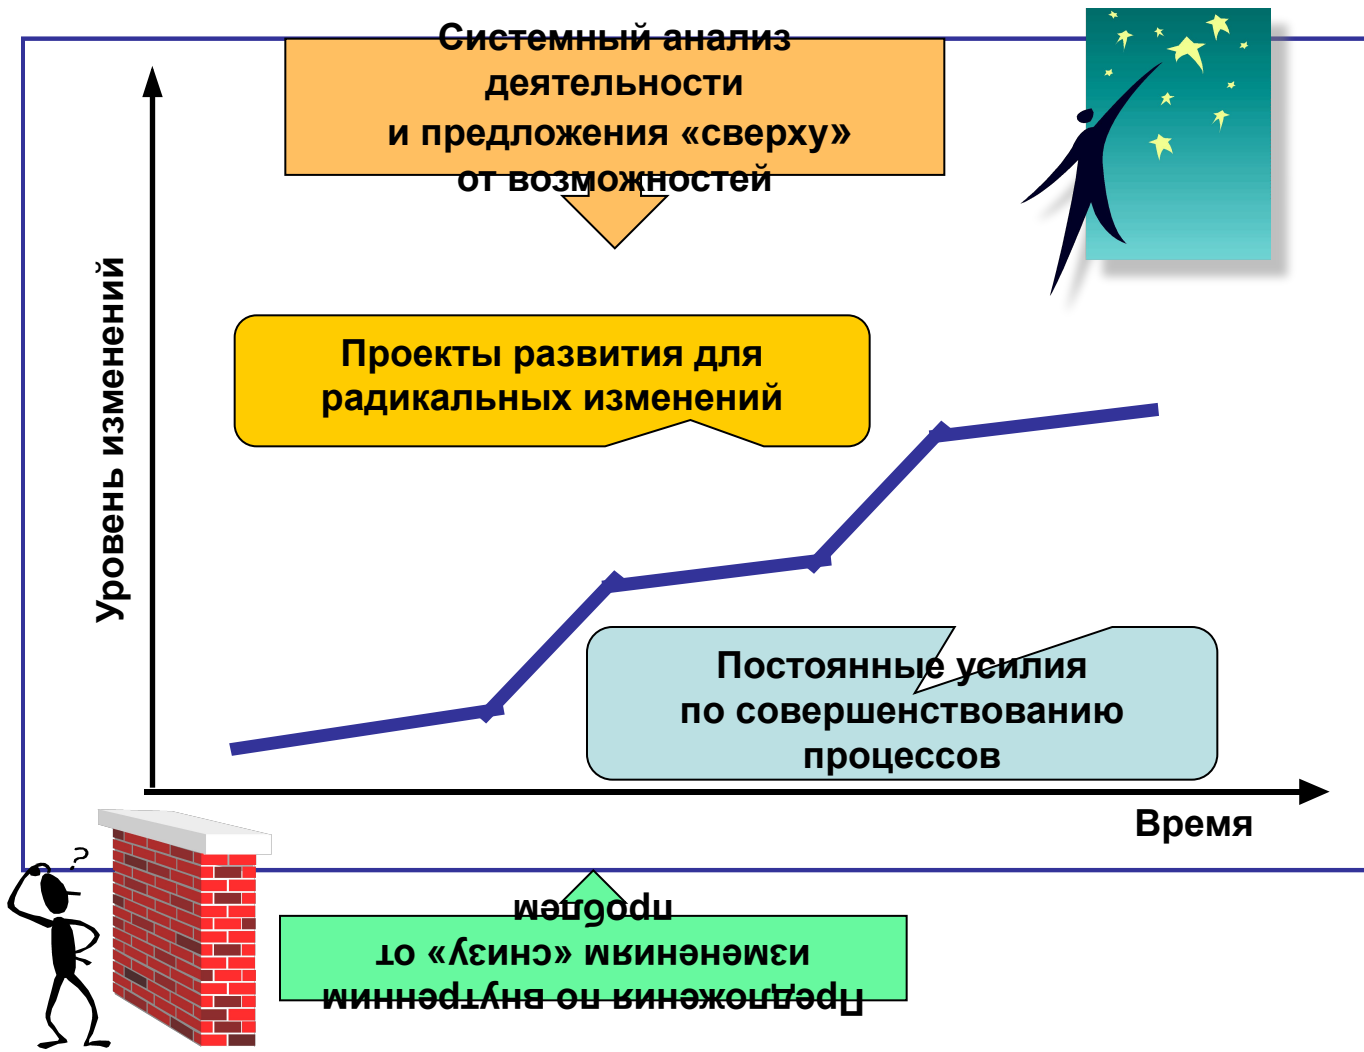 Системный анализ
деятельности
и предложения «сверху»
от возможностей
Уровень изменений
Проекты развития для
радикальных изменений
Постоянные усилия
по совершенствованию
процессов
Время
?
Предложения по внутренним
изменениям «снизу» от
проблем